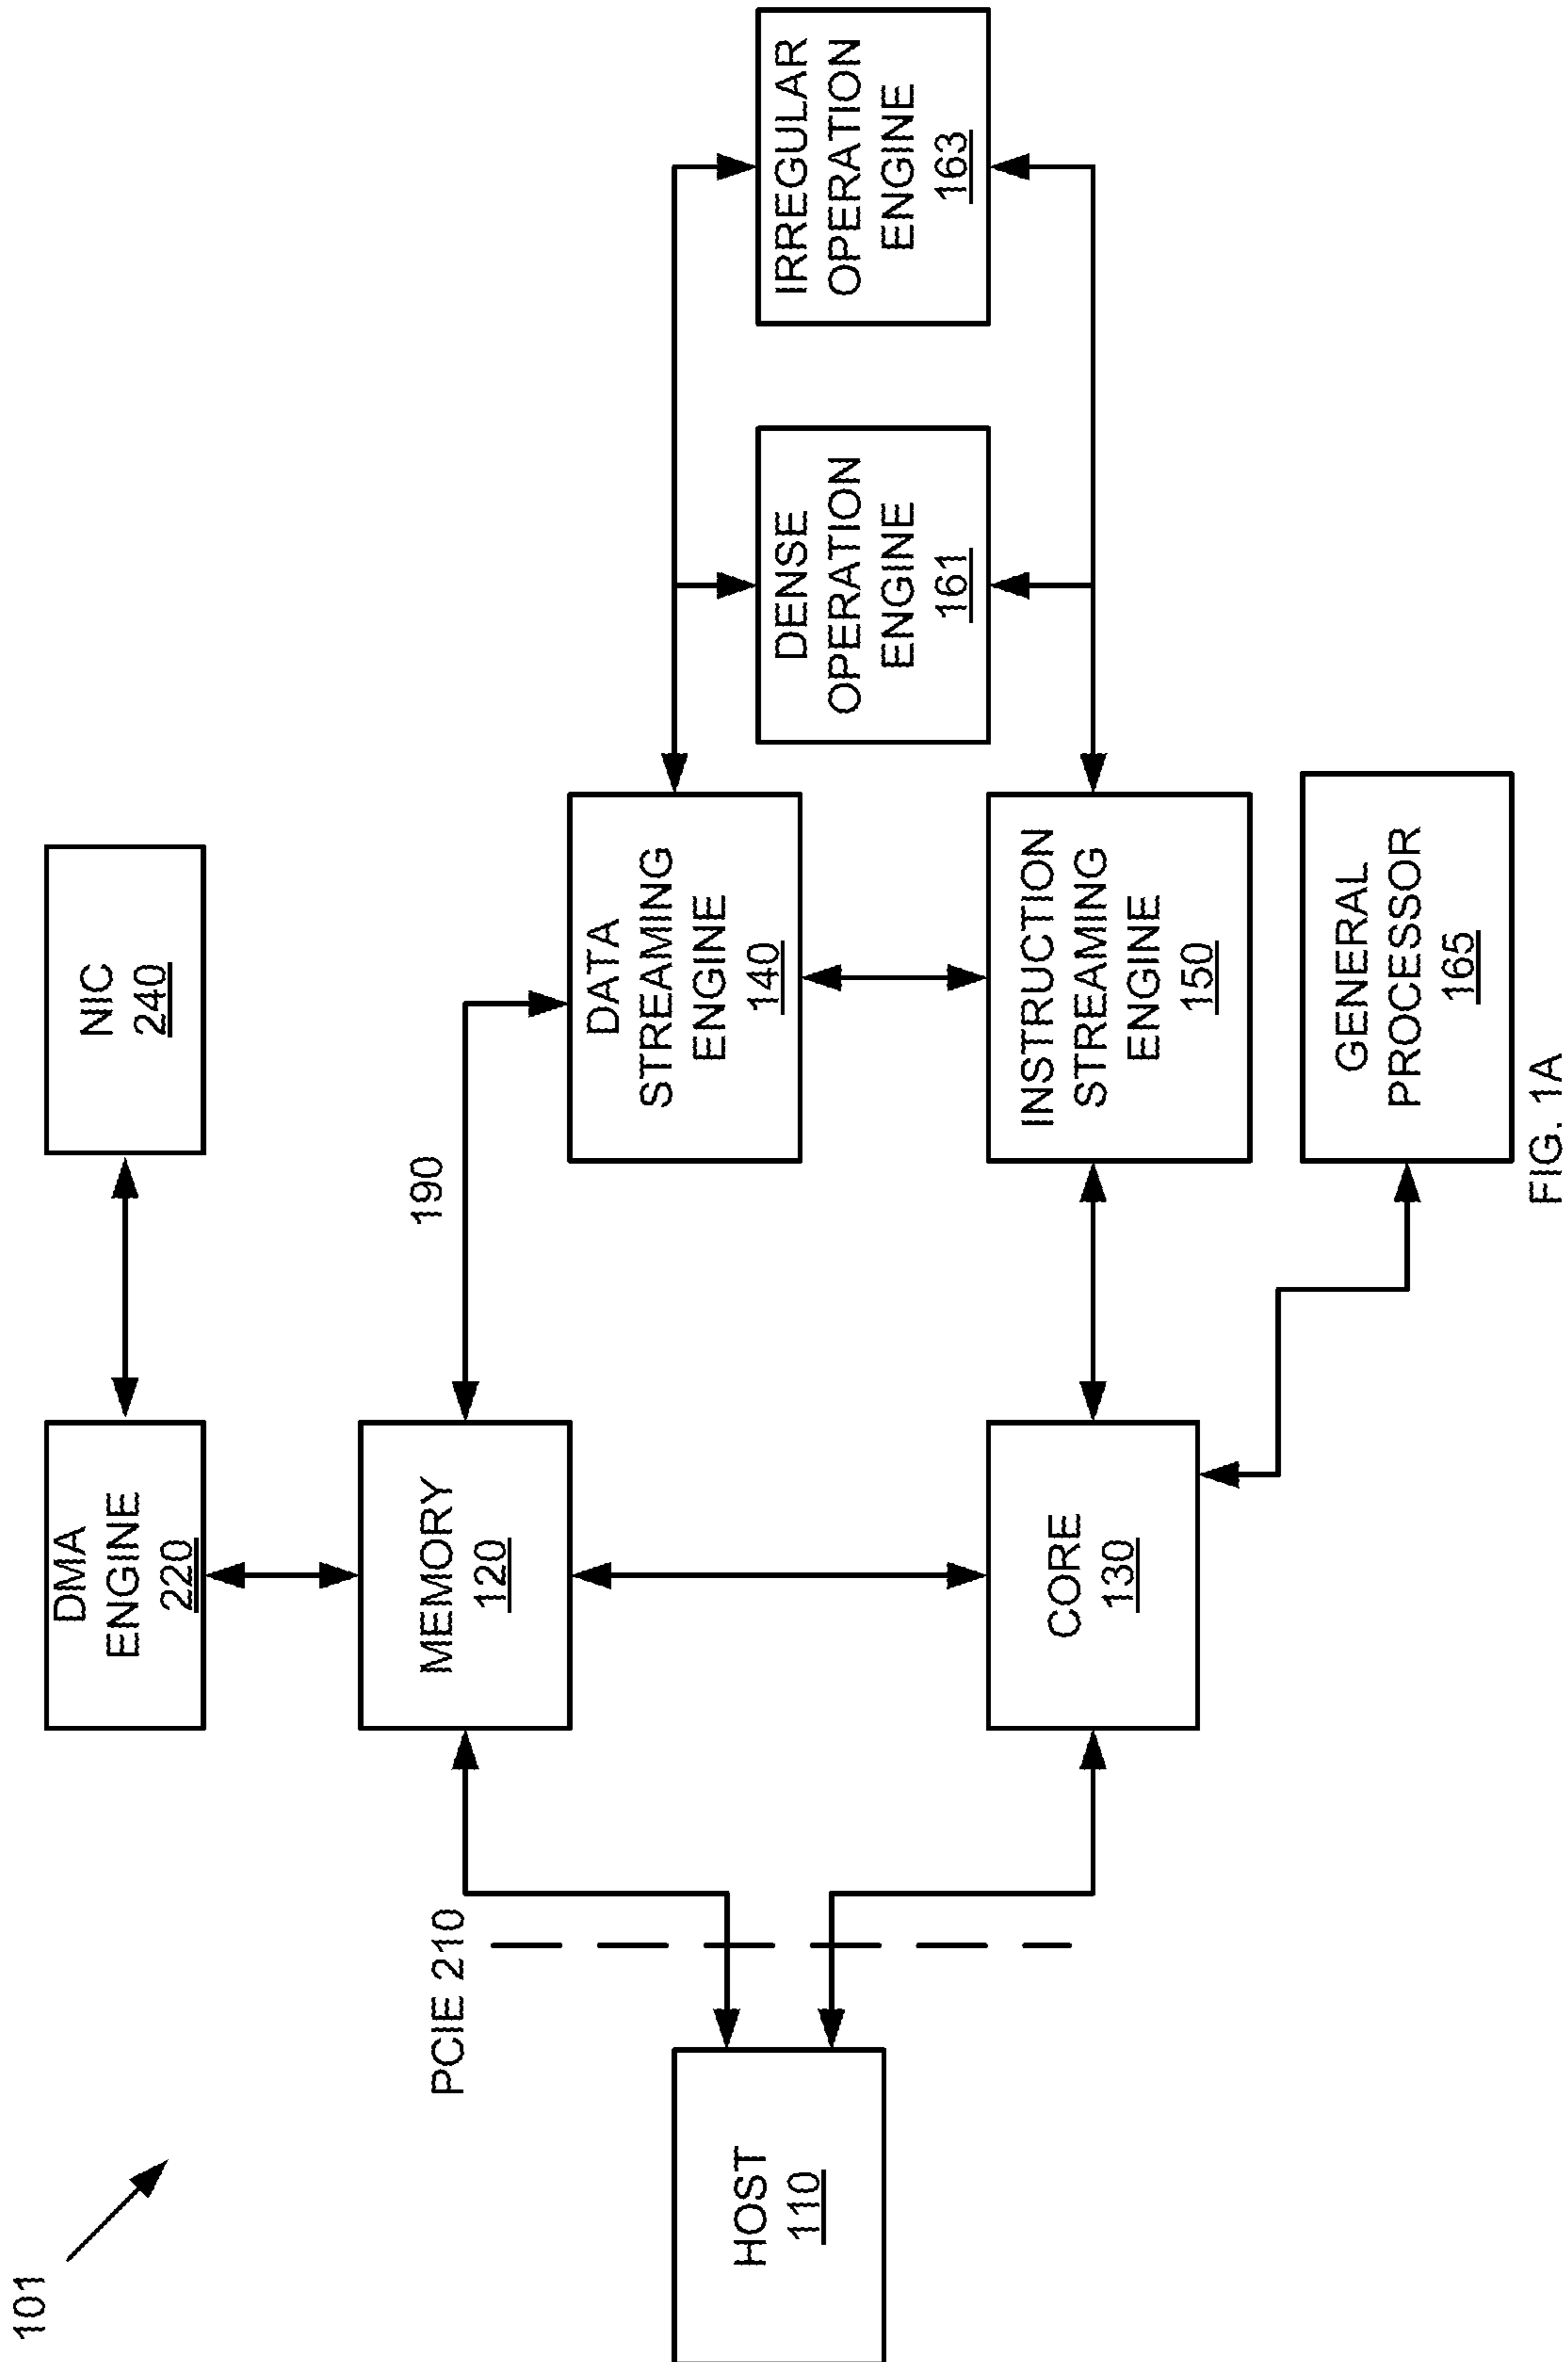 101
HOST
110
PCIE 210
DMA
ENGINE
220
MEMORY
120
CORE
130
190
NIC
240
DATA
STREAMING
ENGINE
140
INSTRUCTION
STREAMING
ENGINE
150
GENERAL
PROCESSOR
165
DENSE
OPERATION
ENGINE
161
IRREGULAR
OPERATION
ENGINE
163
FIG. 1A